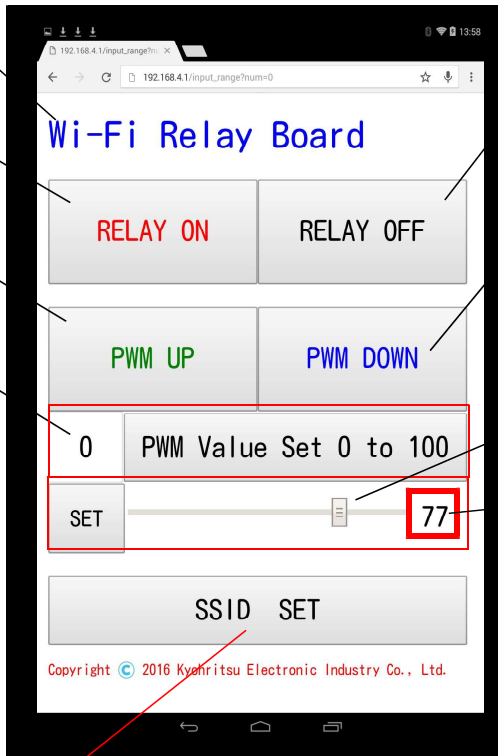 13:58
192.168.4.1/input_range?n
192.168.4.1/input_range?num=0
Wi-Fi Relay Board
RELAY ON RELAY OFF
PWM UP PWM DOWN
0 PWM Value Set 0 to 100
SET 77
SSID SET
Copyright © 2016 Kyohritsu Electronic Industry Co., Ltd.